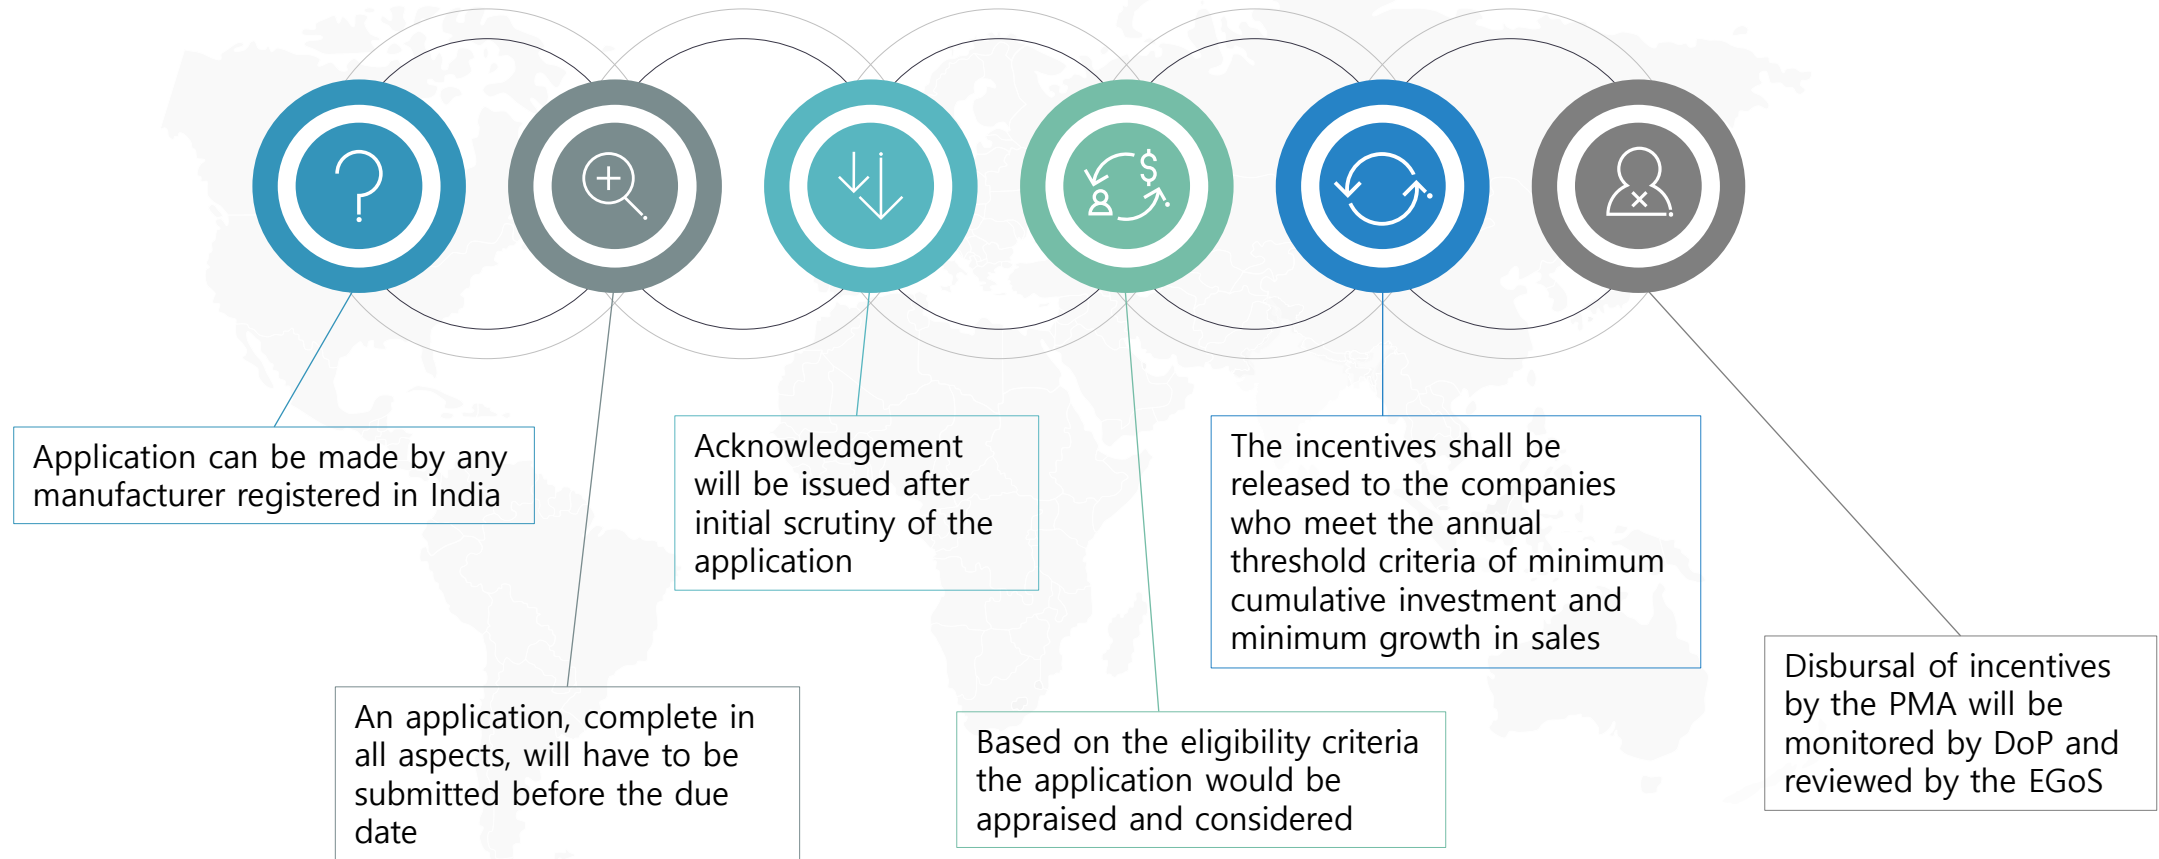 Application can be made by any
manufacturer registered in India
An application, complete in
all aspects, will have to be
submitted before the due
date
Acknowledgement
will be issued after
initial scrutiny of the
application
Based on the eligibility criteria
the application would be
appraised and considered
The incentives shall be
released to the companies
who meet the annual
threshold criteria of minimum
cumulative investment and
minimum growth in sales
Disbursal of incentives
by the PMA will be
monitored by DoP and
reviewed by the EGoS